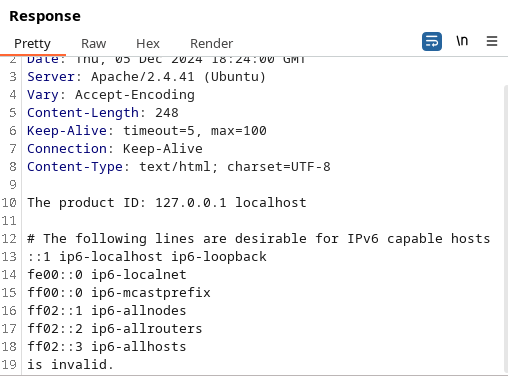 Response
Pretty Raw Hex Render \n
2 Date: Thu, 05 Dec 2024 18:24:00 GMT
3 Server: Apache/2.4.41 (Ubuntu)
4 Vary: Accept-Encoding
5 Content-Length: 248
6 Keep-Alive: timeout=5, max=100
7 Connection: Keep-Alive
8 Content-Type: text/html; charset=UTF-8
9
10 The product ID: 127.0.0.1 localhost
11
12 # The following lines are desirable for IPv6 capable hosts
13 ::1 ip6-localhost ip6-loopback
14 fe00::0 ip6-localnet
15 ff00::0 ip6-mcastprefix
16 ff02::1 ip6-allnodes
17 ff02::2 ip6-allrouters
18 ff02::3 ip6-allhosts
19 is invalid.